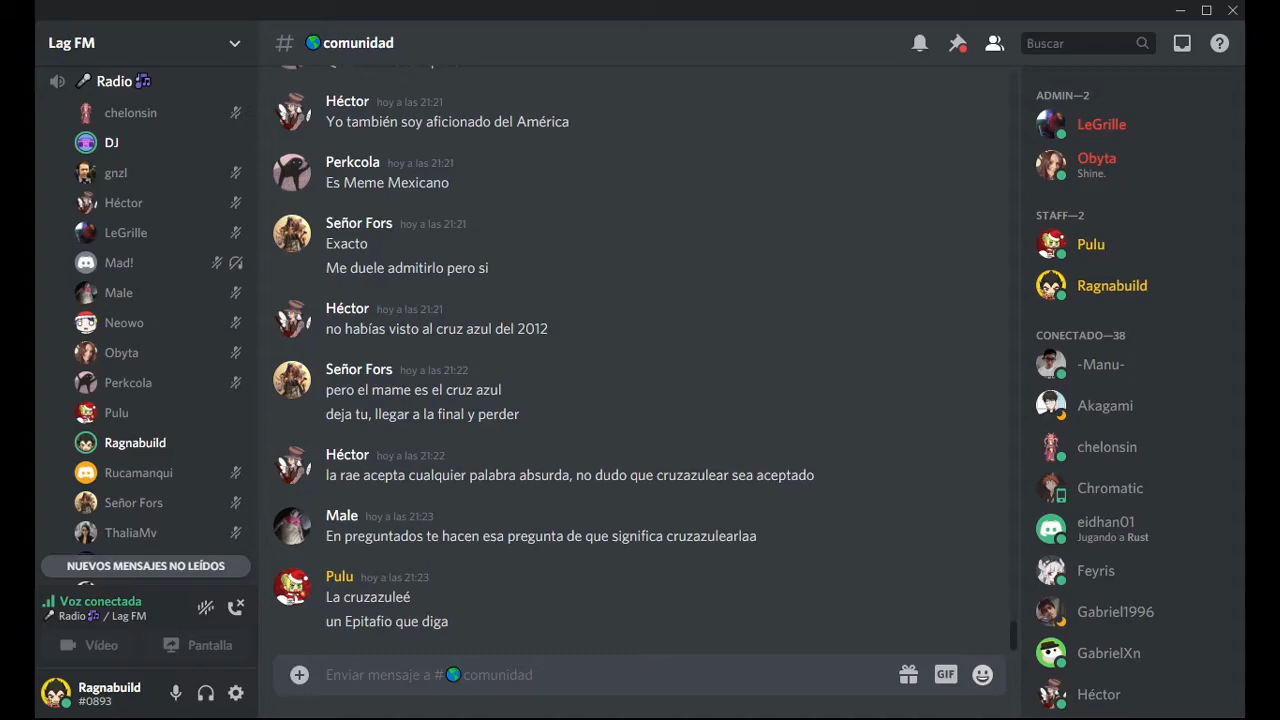 Lag FM
Radio
chelonsin
DJ
gnzl
Héctor
LeGrille
Mad!
Male
Neowo
Obyta
Perkcola
Pulu
Ragnabuild
Rucamanqui
Señor Fors
ThaliaMv
NUEVOS MENSAJES NO LEÍDOS
Voz conectada
Radio / Lag FM
Vídeo
Pantalla
Ragnabuild
#0893
# comunidad
Héctor hoy a las 21:21
Yo también soy aficionado del América
Perkcola hoy a las 21:21
Es Meme Mexicano
Señor Fors hoy a las 21:21
Exacto
Me duele admitirlo pero si
Héctor hoy a las 21:21
no habías visto al cruz azul del 2012
Señor Fors hoy a las 21:22
pero el mame es el cruz azul
deja tu, llegar a la final y perder
Héctor hoy a las 21:22
la rae acepta cualquier palabra absurda, no dudo que cruzazulear sea aceptado
Male hoy a las 21:23
En preguntados te hacen esa pregunta de que significa cruzazulearlaa
Pulu hoy a las 21:23
La cruzazuleé
un Epitafio que diga
Enviar mensaje a # comunidad
GIF
Buscar
ADMIN—2
LeGrille
Obyta
Shine.
STAFF—2
Pulu
Ragnabuild
CONECTADO—38
-Manu-
Akagami
chelonsin
Chromatic
eidhan01
Jugando a Rust
Feyris
Gabriel1996
GabrielXn
Héctor